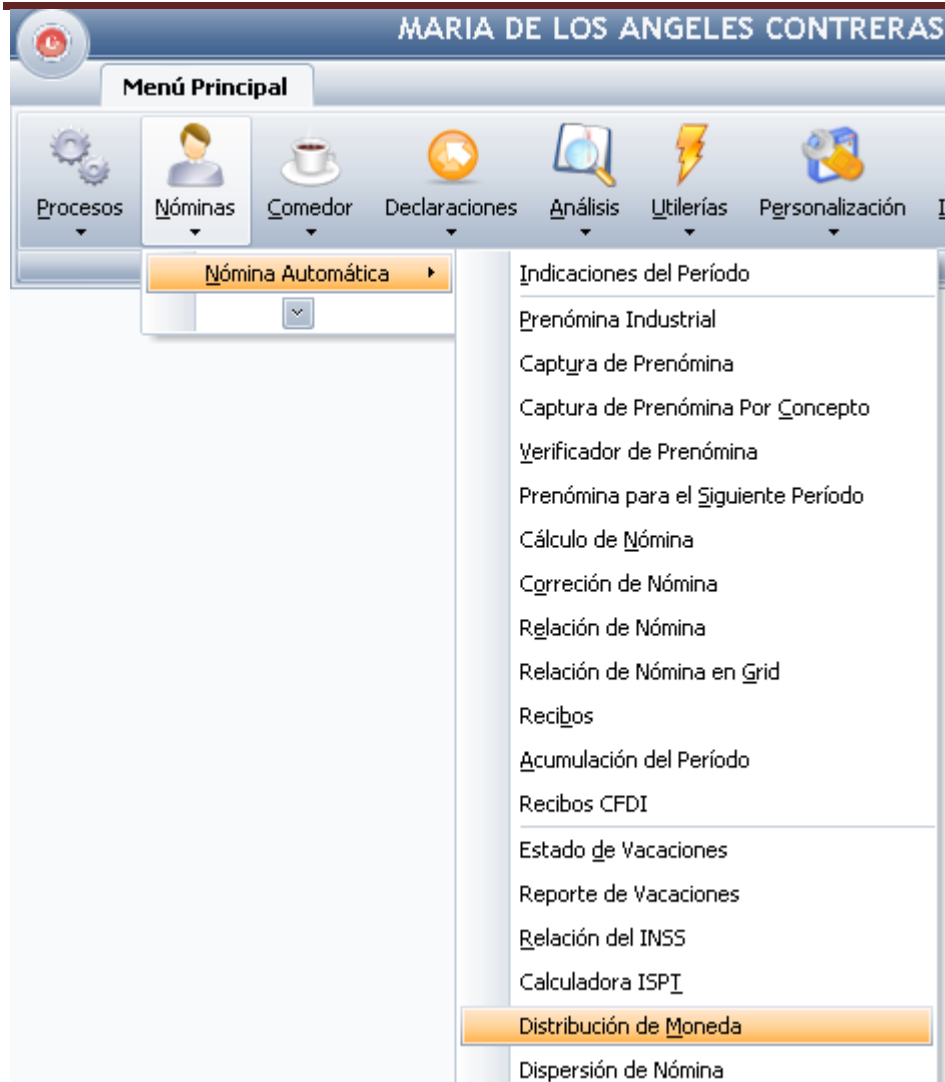 MARIA DE LOS ANGELES CONTRERAS
Menú Principal
Procesos
Nóminas
Comedor
Declaraciones
Análisis
Utilerías
Personalización
Nómina Automática
Indicaciones del Período
Prenómina Industrial
Captura de Prenómina
Captura de Prenómina Por Concepto
Verificador de Prenómina
Prenómina para el Siguiente Período
Cálculo de Nómina
Correción de Nómina
Relación de Nómina
Relación de Nómina en Grid
Recibos
Acumulación del Período
Recibos CFDI
Estado de Vacaciones
Reporte de Vacaciones
Relación del INSS
Calculadora ISPT
Distribución de Moneda
Dispersión de Nómina